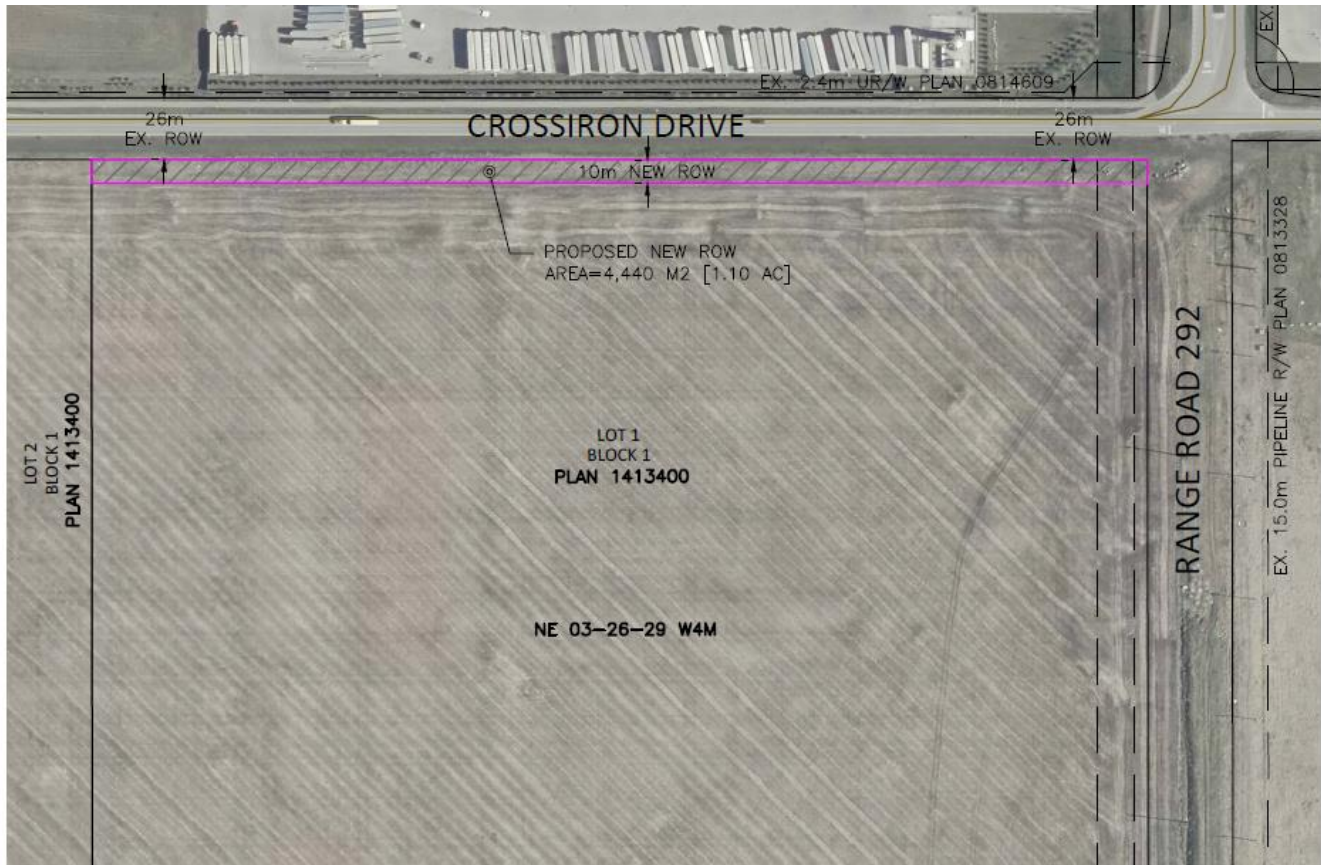 EX. 2.4m UR/W PLAN 0814609
EX.
26m
EX. ROW
CROSSIRON DRIVE
26m
EX. ROW
10m NEW ROW
PROPOSED NEW ROW
AREA=4,440 M2 [1.10 AC]
LOT 2
BLOCK 1
PLAN 1413400
LOT 1
BLOCK 1
PLAN 1413400
NE 03-26-29 W4M
RANGE ROAD 292
EX. 15.0m PIPELINE R/W PLAN 0813328